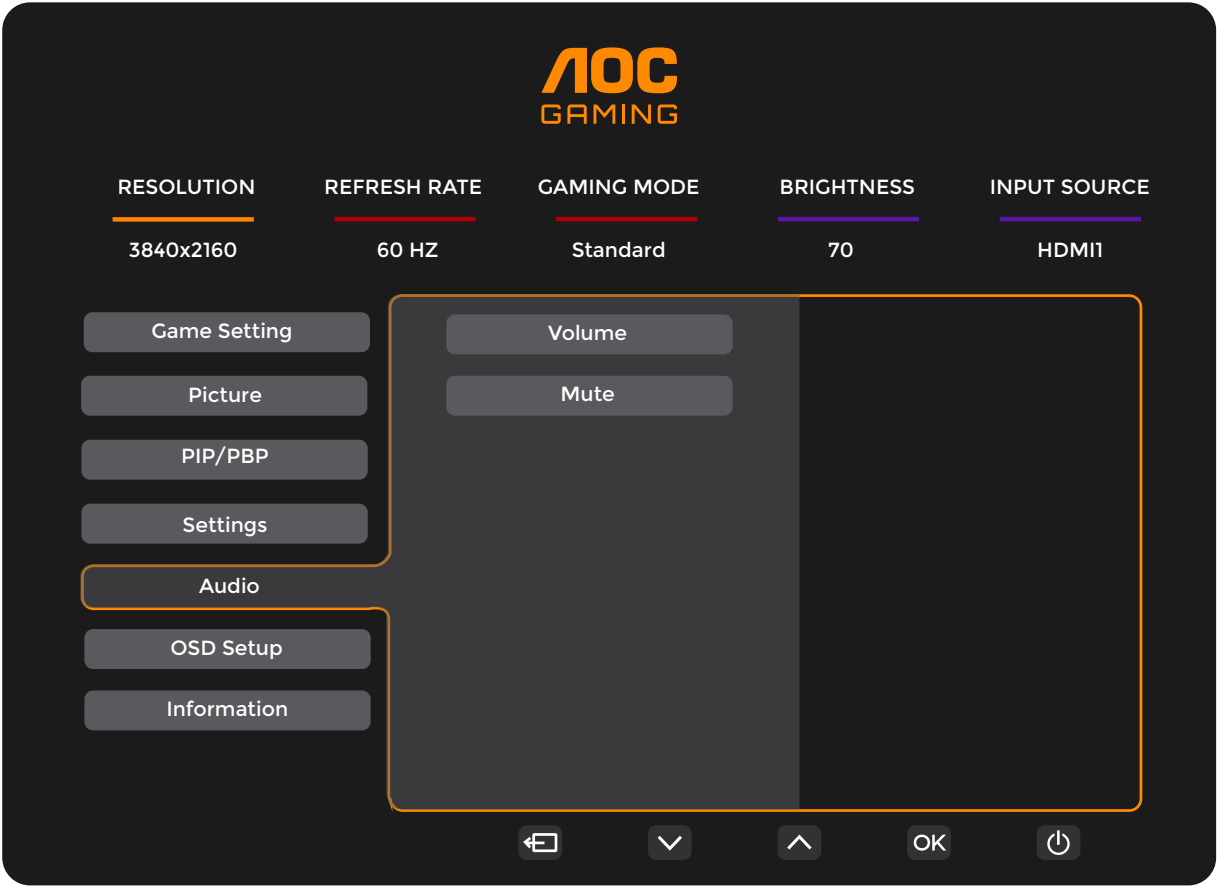 AOC
GAMING
RESOLUTION REFRESH RATE GAMING MODE BRIGHTNESS INPUT SOURCE
3840x2160 60 HZ Standard 70 HDMI1
Game Setting
Volume
Picture
Mute
PIP/PBP
Settings
Audio
OSD Setup
Information
OK